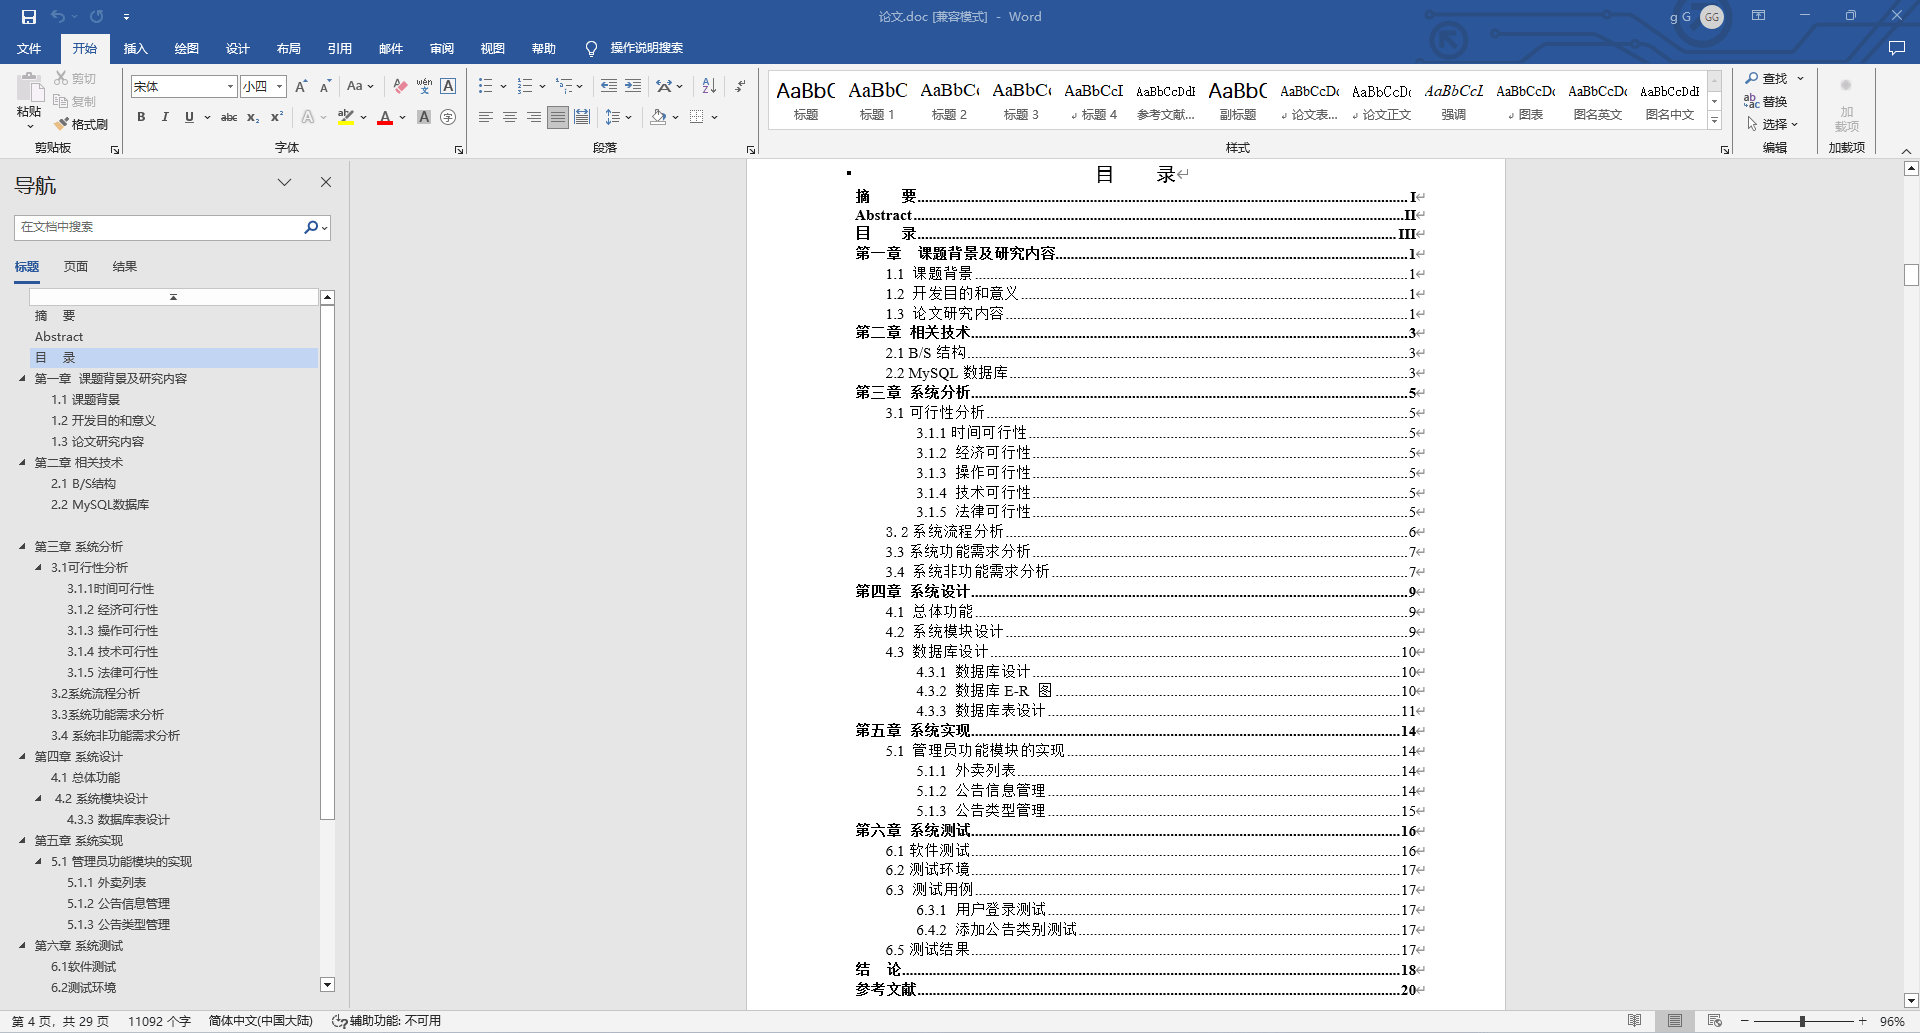 论文.doc [兼容模式] - Word
g G
GG
文件 开始 插入 绘图 设计 布局 引用 邮件 审阅 视图 帮助 操作说明搜索
粘贴
剪切
复制
格式刷
剪贴板
宋体 小四
字体
段落
AaBbC AaBbC AaBbC AaBbC AaBbCcI AaBbCcDdI AaBbC AaBbCcDc AaBbCcDc AaBbCcI AaBbCcDc AaBbCcDc AaBbCcDdI
标题 标题 1 标题 2 标题 3 标题 4 参考文献... 副标题 论文表... 论文正文 强调 图表 图名英文 图名中文
样式
查找
替换
选择
编辑
加载项
加载项
导航
在文档中搜索
标题 页面 结果
摘 要
Abstract
目 录
第一章 课题背景及研究内容
1.1 课题背景
1.2 开发目的和意义
1.3 论文研究内容
第二章 相关技术
2.1 B/S结构
2.2 MySQL数据库
第三章 系统分析
3.1可行性分析
3.1.1时间可行性
3.1.2 经济可行性
3.1.3 操作可行性
3.1.4 技术可行性
3.1.5 法律可行性
3.2系统流程分析
3.3系统功能需求分析
3.4 系统非功能需求分析
第四章 系统设计
4.1 总体功能
4.2 系统模块设计
4.3.3 数据库表设计
第五章 系统实现
5.1 管理员功能模块的实现
5.1.1 外卖列表
5.1.2 公告信息管理
5.1.3 公告类型管理
第六章 系统测试
6.1软件测试
6.2测试环境
目 录
摘 要 I
Abstract II
目 录 III
第一章 课题背景及研究内容 1
1.1 课题背景 1
1.2 开发目的和意义 1
1.3 论文研究内容 1
第二章 相关技术 3
2.1 B/S 结构 3
2.2 MySQL 数据库 3
第三章 系统分析 5
3.1 可行性分析 5
3.1.1 时间可行性 5
3.1.2 经济可行性 5
3.1.3 操作可行性 5
3.1.4 技术可行性 5
3.1.5 法律可行性 5
3. 2 系统流程分析 6
3.3 系统功能需求分析 7
3.4 系统非功能需求分析 7
第四章 系统设计 9
4.1 总体功能 9
4.2 系统模块设计 9
4.3 数据库设计 10
4.3.1 数据库设计 10
4.3.2 数据库 E-R 图 10
4.3.3 数据库表设计 11
第五章 系统实现 14
5.1 管理员功能模块的实现 14
5.1.1 外卖列表 14
5.1.2 公告信息管理 14
5.1.3 公告类型管理 15
第六章 系统测试 16
6.1 软件测试 16
6.2 测试环境 17
6.3 测试用例 17
6.3.1 用户登录测试 17
6.4.2 添加公告类别测试 17
6.5 测试结果 17
结 论 18
参考文献 20
第 4 页，共 29 页 11092 个字 简体中文(中国大陆) 辅助功能: 不可用
96%